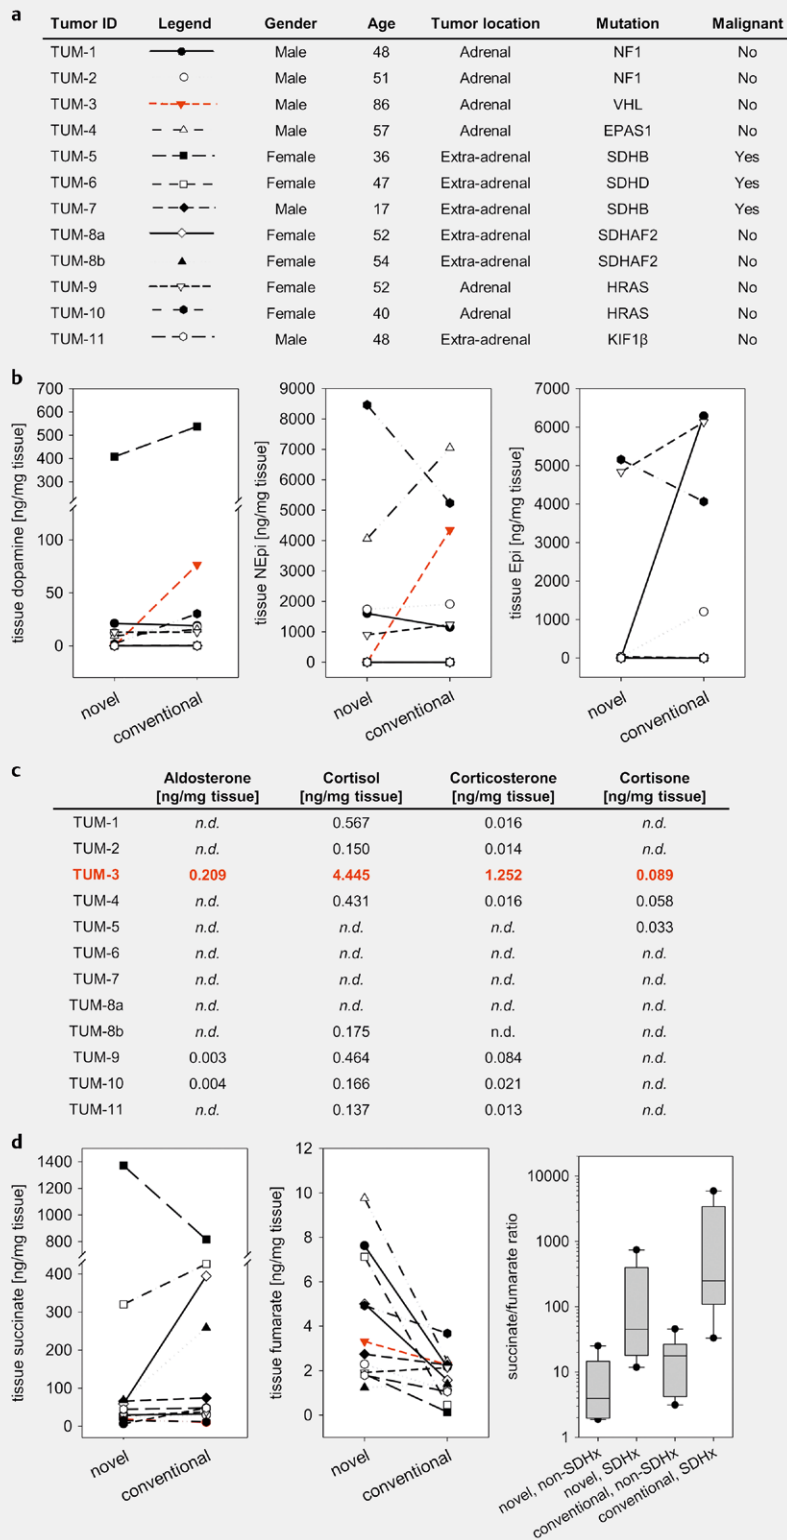 a
Tumor ID Legend Gender Age Tumor location Mutation Malignant
TUM-1 Male 48 Adrenal NF1 No
TUM-2 Male 51 Adrenal NF1 No
TUM-3 Male 86 Adrenal VHL No
TUM-4 Male 57 Adrenal EPAS1 No
TUM-5 Female 36 Extra-adrenal SDHB Yes
TUM-6 Female 47 Extra-adrenal SDHD Yes
TUM-7 Male 17 Extra-adrenal SDHB Yes
TUM-8a Female 52 Extra-adrenal SDHAF2 No
TUM-8b Female 54 Extra-adrenal SDHAF2 No
TUM-9 Female 52 Adrenal HRAS No
TUM-10 Female 40 Adrenal HRAS No
TUM-11 Male 48 Extra-adrenal KIF1β No
b
tissue dopamine [ng/mg tissue]
700
600
500
400
300
100
50
0
novel
conventional
tissue NEpi [ng/mg tissue]
9000
8000
7000
6000
5000
4000
3000
2000
1000
0
novel
conventional
tissue Epi [ng/mg tissue]
7000
6000
5000
4000
3000
2000
1000
0
novel
conventional
c
Aldosterone Cortisol Corticosterone Cortisone
[ng/mg tissue] [ng/mg tissue] [ng/mg tissue] [ng/mg tissue]
TUM-1 n.d. 0.567 0.016 n.d.
TUM-2 n.d. 0.150 0.014 n.d.
TUM-3 0.209 4.445 1.252 0.089
TUM-4 n.d. 0.431 0.016 0.058
TUM-5 n.d. n.d. n.d. 0.033
TUM-6 n.d. n.d. n.d. n.d.
TUM-7 n.d. n.d. n.d. n.d.
TUM-8a n.d. n.d. n.d. n.d.
TUM-8b n.d. 0.175 n.d. n.d.
TUM-9 0.003 0.464 0.084 n.d.
TUM-10 0.004 0.166 0.021 n.d.
TUM-11 n.d. 0.137 0.013 n.d.
d
tissue succinate [ng/mg tissue]
1400
1200
1000
800
600
400
300
200
100
0
novel
conventional
tissue fumarate [ng/mg tissue]
12
10
8
6
4
2
0
novel
conventional
succinate/fumarate ratio
10000
1000
100
10
1
novel, non-SDHx
novel, SDHx
conventional, non-SDHx
conventional, SDHx